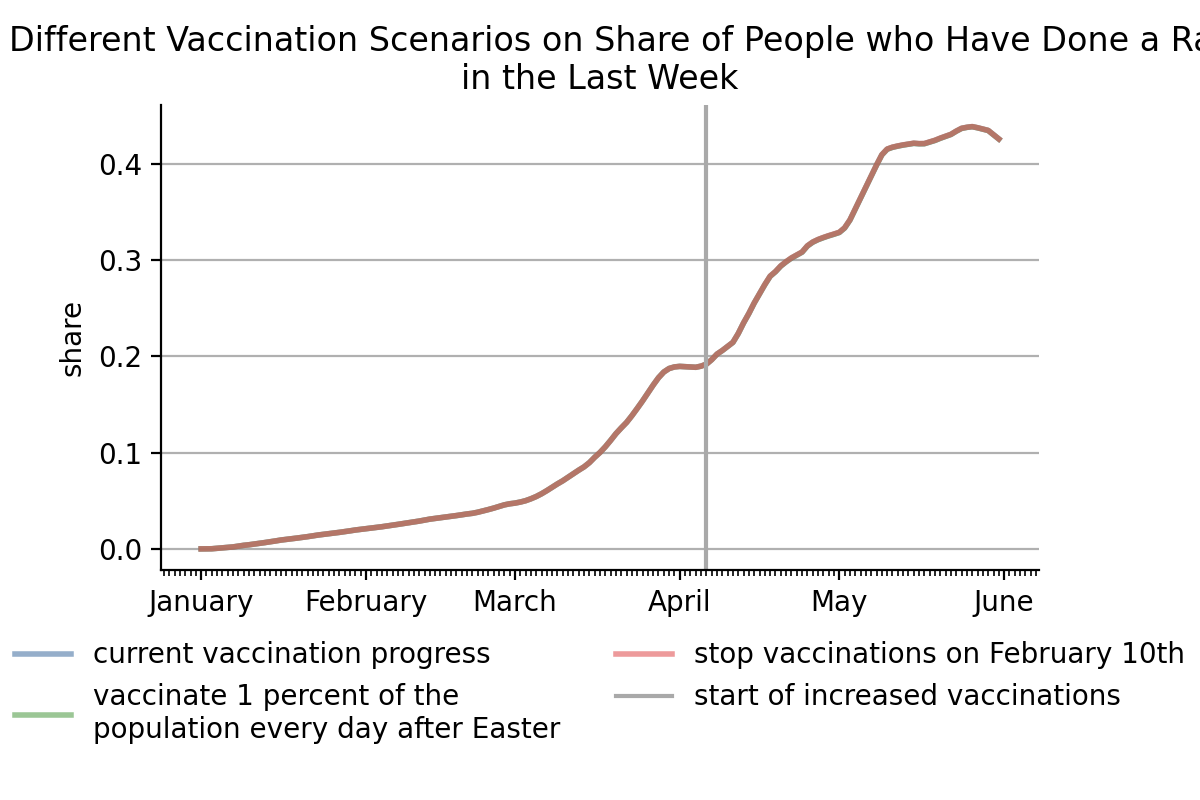 Different Vaccination Scenarios on Share of People who Have Done a
in the Last Week
share
0.4
0.3
0.2
0.1
0.0
January February March April May June
current vaccination progress
vaccinate 1 percent of the
population every day after Easter
stop vaccinations on February 10th
start of increased vaccinations